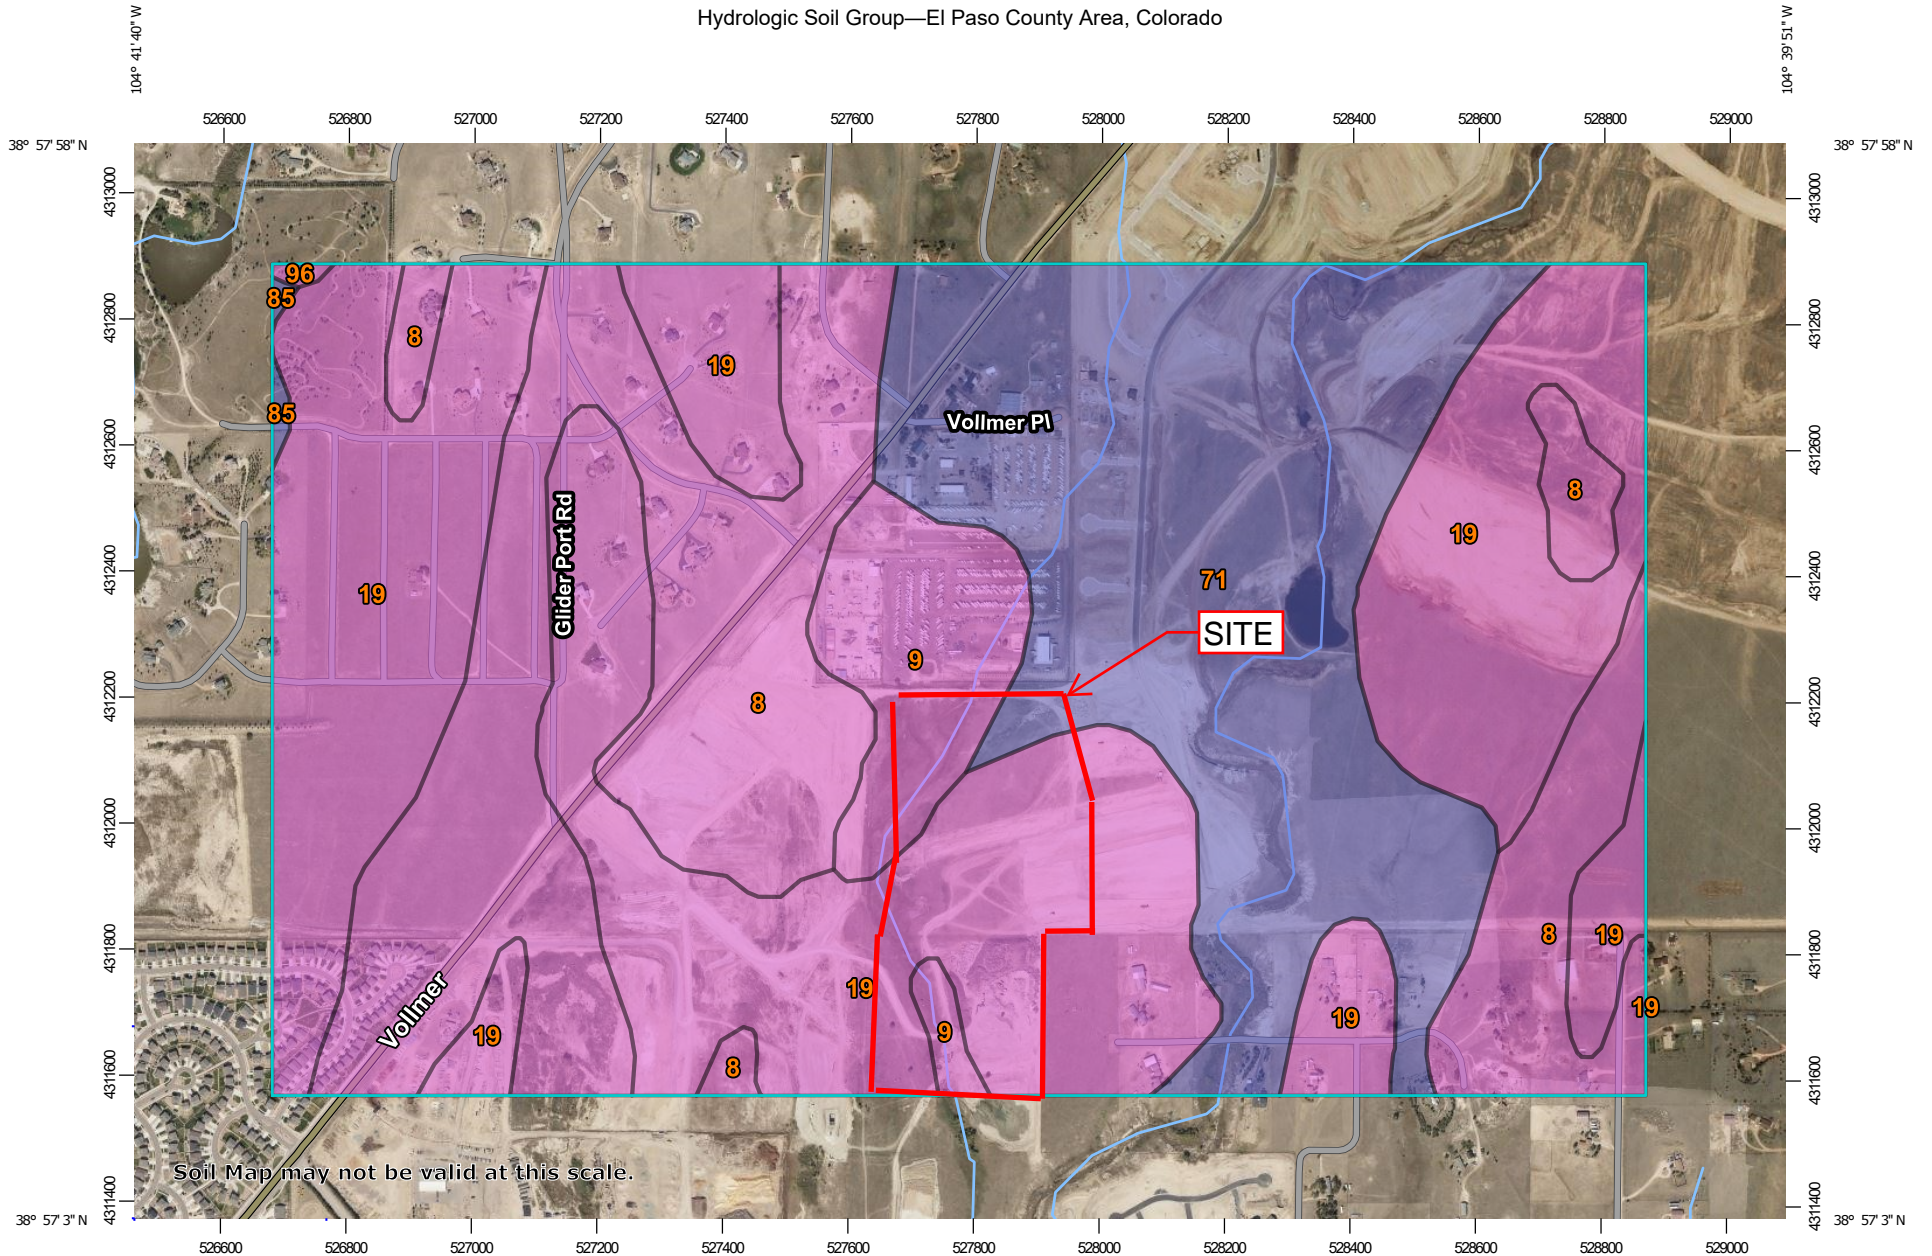 Hydrologic Soil Group—El Paso County Area, Colorado
104° 41' 40" W
104° 39' 51" W
526600 526800 527000 527200 527400 527600 527800 528000 528200 528400 528600 528800 529000
38° 57' 58" N
38° 57' 58" N
4313000
4313000
96
85
4312800
4312800
8
19
85
Vollmer Pl
4312600
4312600
8
Glider Port Rd
19
4312400
4312400
71
19
SITE
9
4312200
4312200
8
4312000
4312000
4311800
4311800
8
19
19
Vollmer
19
19
9
19
8
4311600
4311600
Soil Map may not be valid at this scale.
4311400
4311400
38° 57' 3" N
38° 57' 3" N
526600 526800 527000 527200 527400 527600 527800 528000 528200 528400 528600 528800